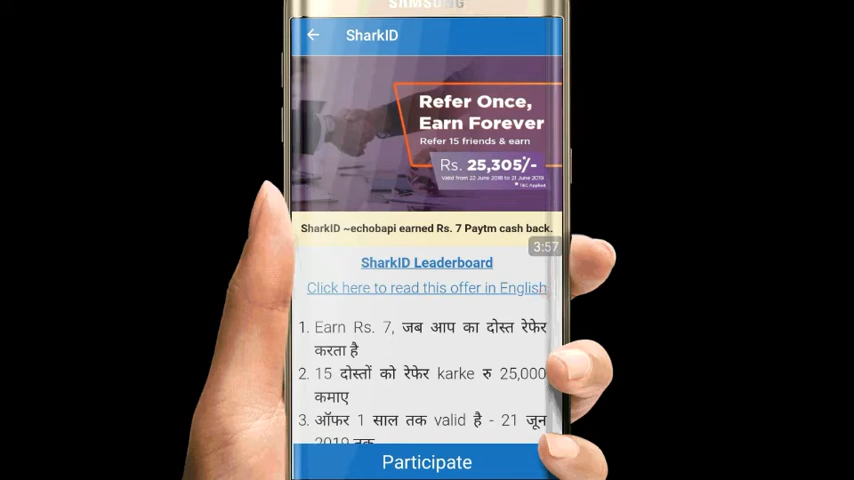 SAMSUNG
SharkID
Refer Once,
Earn Forever
Refer 15 friends & earn
Rs. 25,305/-
Valid from 22 June 2018 to 21 June 2019
*T&C Applied
SharkID ~echobapi earned Rs. 7 Paytm cash back.
3:57
SharkID Leaderboard
Click here to read this offer in English
1. Earn Rs. 7, जब आप का दोस्त रेफेर
करता है
2. 15 दोस्तों को रेफेर karke रु 25,000
कमाए
3. ऑफर 1 साल तक valid है - 21 जून
2019 तक
Participate